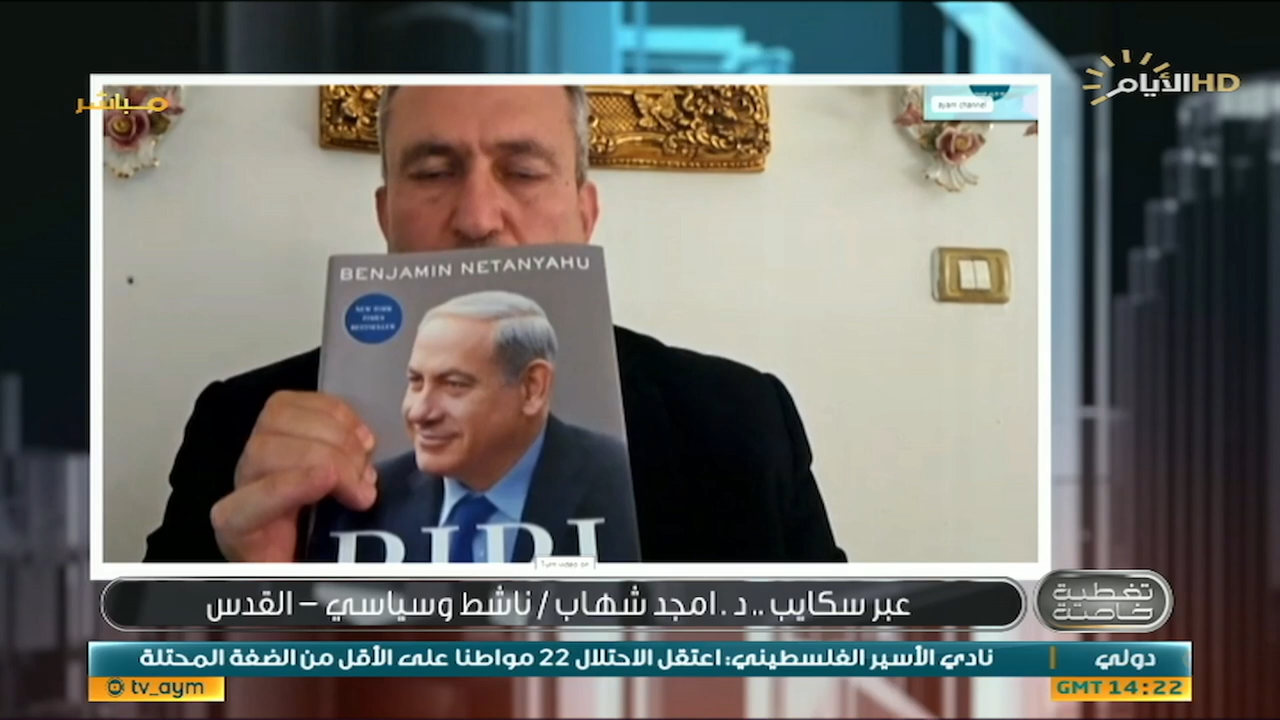 مباشر
الأيام HD
ayam channel
BENJAMIN NETANYAHU
NEW YORK
TIMES
BESTSELLER
BIBI
Turn video on
تغطية
خاصة
عبر سكايب .. د . امجد شهاب / ناشط وسياسي – القدس
دولي
نادي الأسير الفلسطيني: اعتقل الاحتلال 22 مواطنا على الأقل من الضفة المحتلة
tv_aym
GMT 14:22